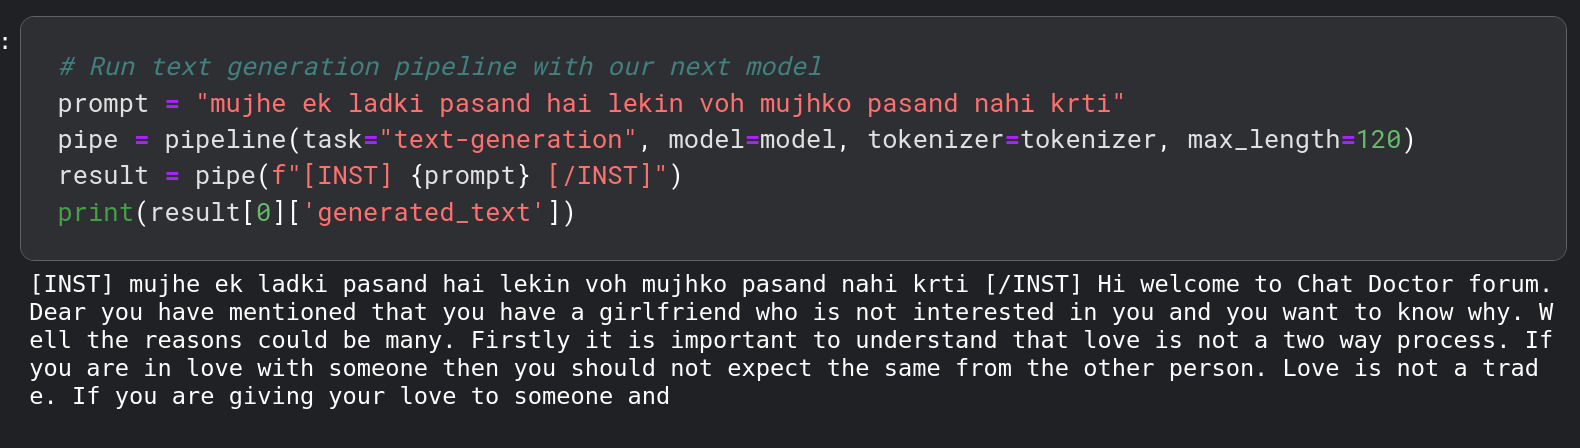 :
# Run text generation pipeline with our next model
prompt = "mujhe ek ladki pasand hai lekin voh mujhko pasand nahi krti"
pipe = pipeline(task="text-generation", model=model, tokenizer=tokenizer, max_length=120)
result = pipe(f"[INST] {prompt} [/INST]")
print(result[0]['generated_text'])
[INST] mujhe ek ladki pasand hai lekin voh mujhko pasand nahi krti [/INST] Hi welcome to Chat Doctor forum.
Dear you have mentioned that you have a girlfriend who is not interested in you and you want to know why. W
ell the reasons could be many. Firstly it is important to understand that love is not a two way process. If
you are in love with someone then you should not expect the same from the other person. Love is not a trad
e. If you are giving your love to someone and